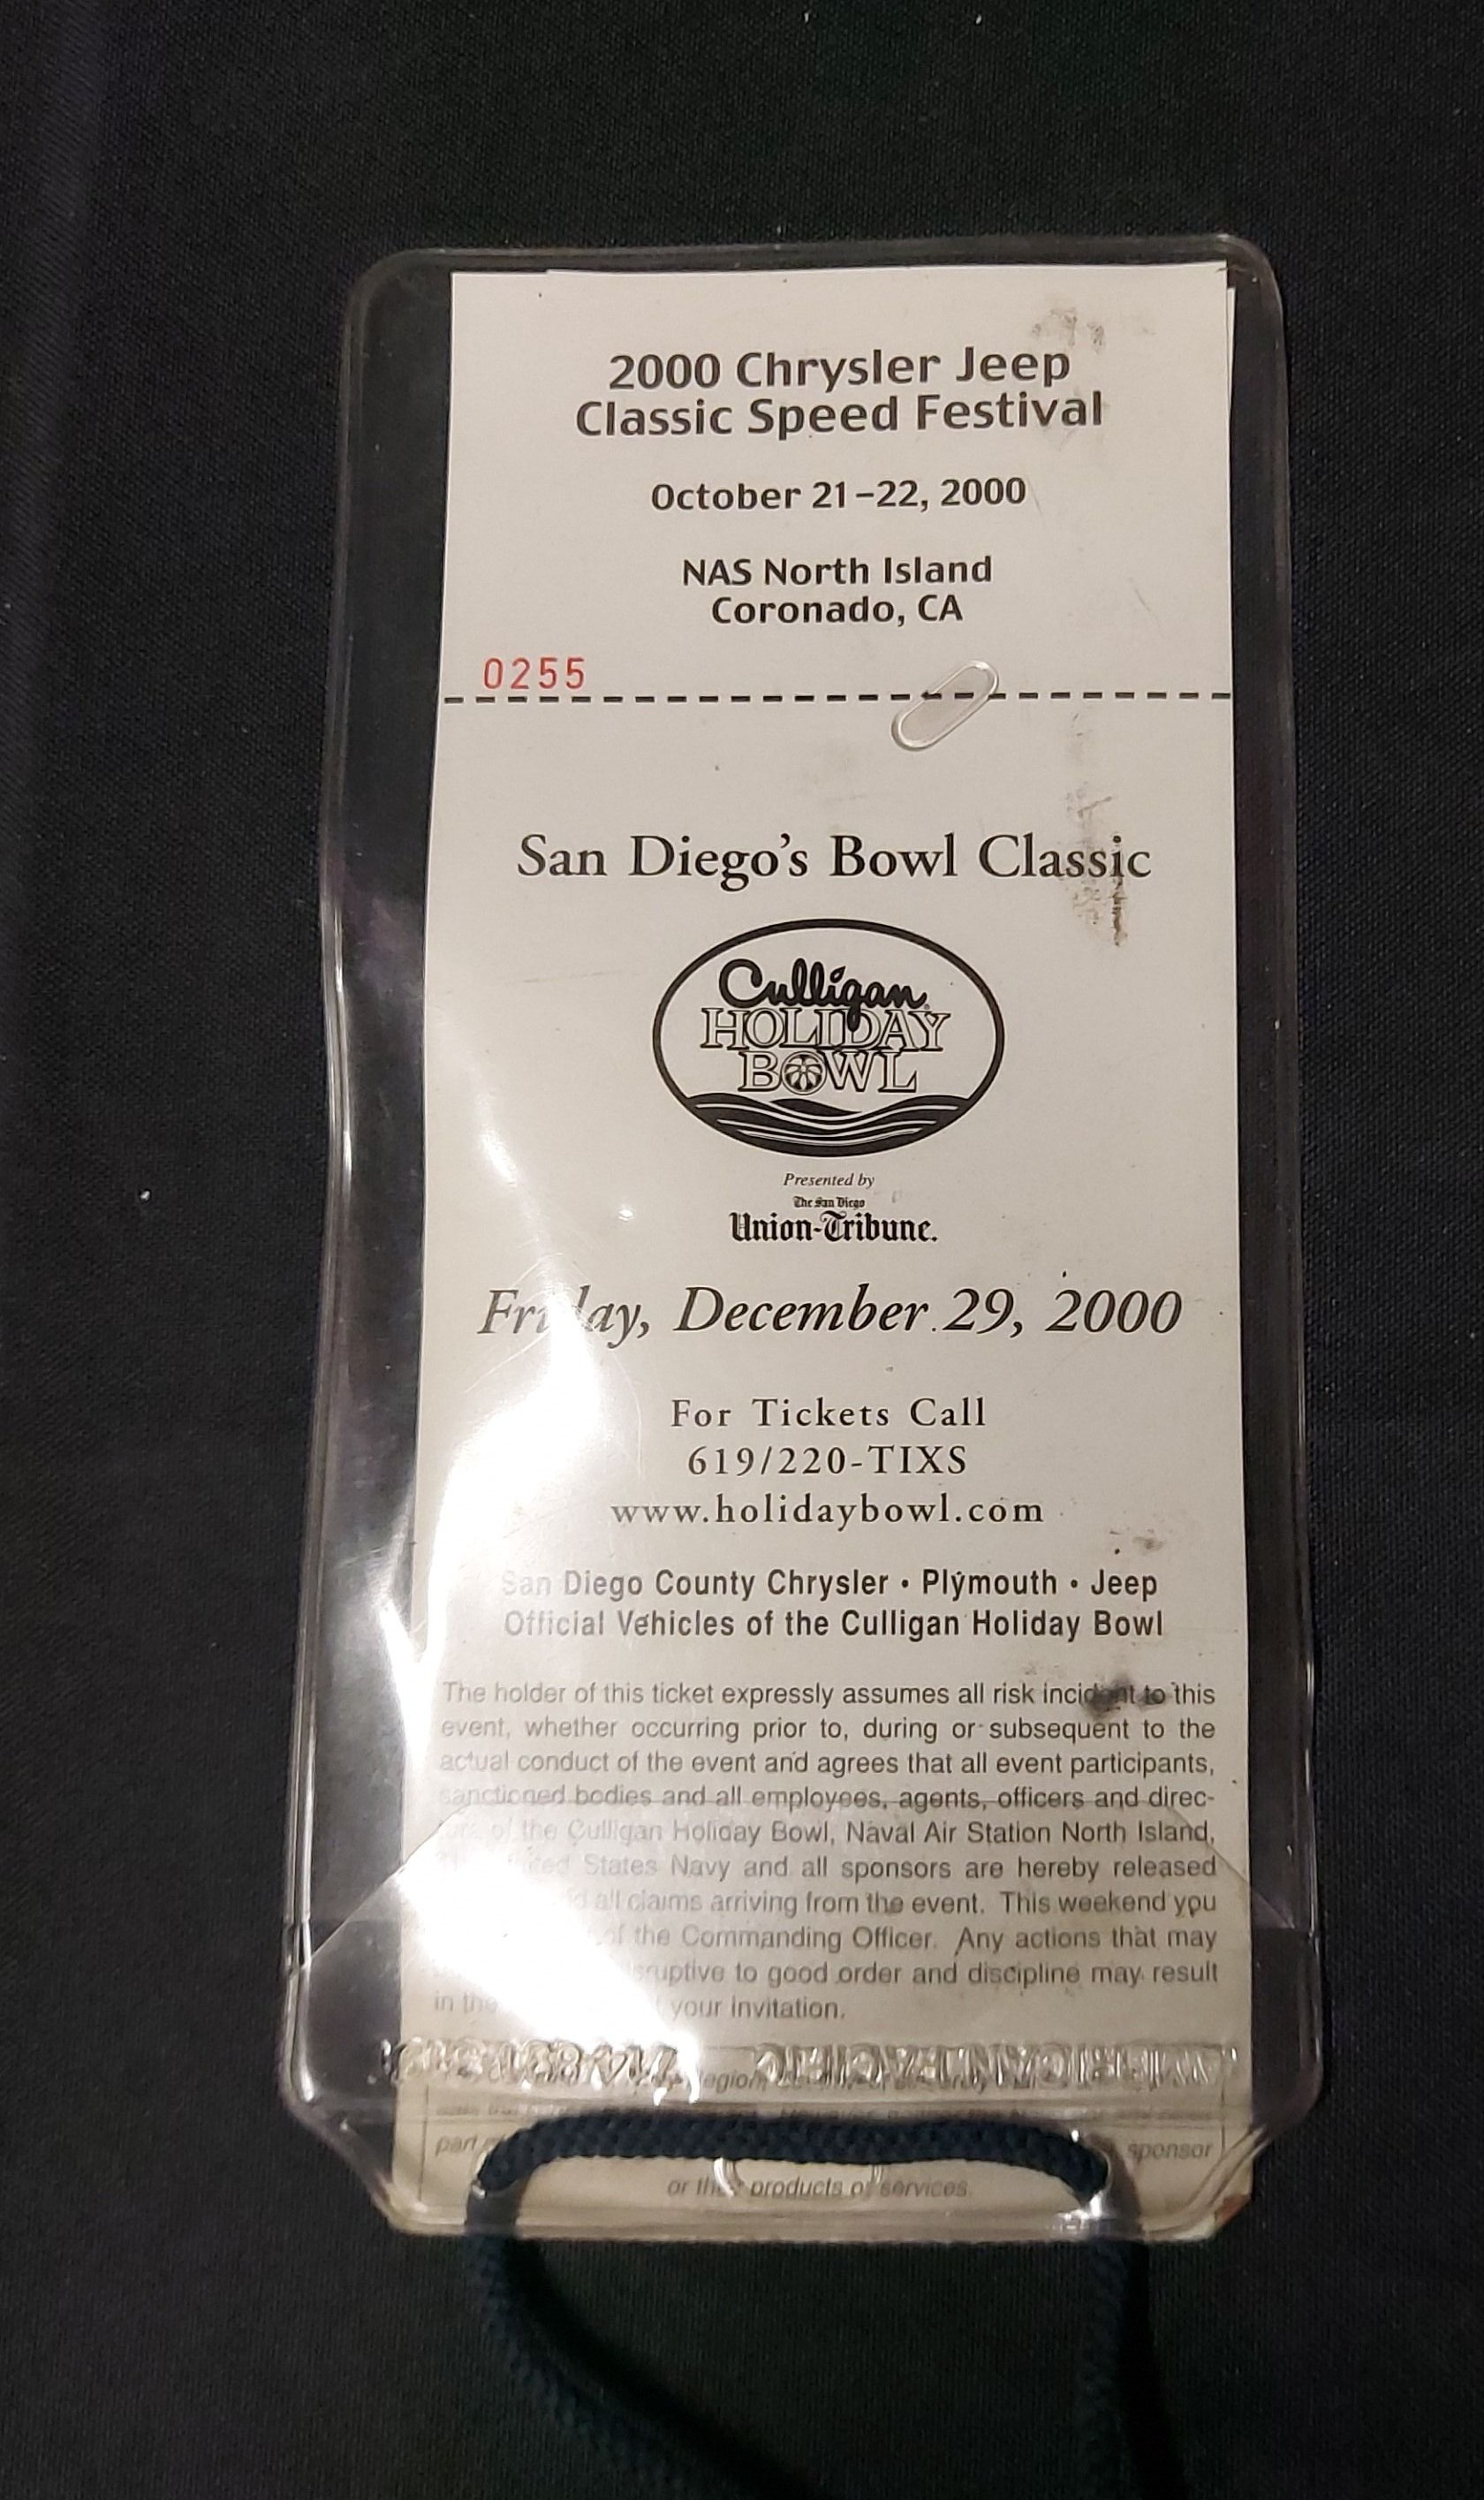 2000 Chrysler Jeep
Classic Speed Festival
October 21-22, 2000
NAS North Island
Coronado, CA
0255
San Diego's Bowl Classic
Culligan
HOLIDAY
BOWL
Presented by
The San Diego
Union-Tribune.
Friday, December 29, 2000
For Tickets Call
619/220-TIXS
www.holidaybowl.com
San Diego County Chrysler • Plymouth • Jeep
Official Vehicles of the Culligan Holiday Bowl
The holder of this ticket expressly assumes all risk incident to this
event, whether occurring prior to, during or subsequent to the
actual conduct of the event and agrees that all event participants,
sanctioned bodies and all employees, agents, officers and direc-
tors of the Culligan Holiday Bowl, Naval Air Station North Island,
States Navy and all sponsors are hereby released
all claims arriving from the event. This weekend you
of the Commanding Officer. Any actions that may
to good order and discipline may result
in the your invitation.
part sponsor
or their products or services.